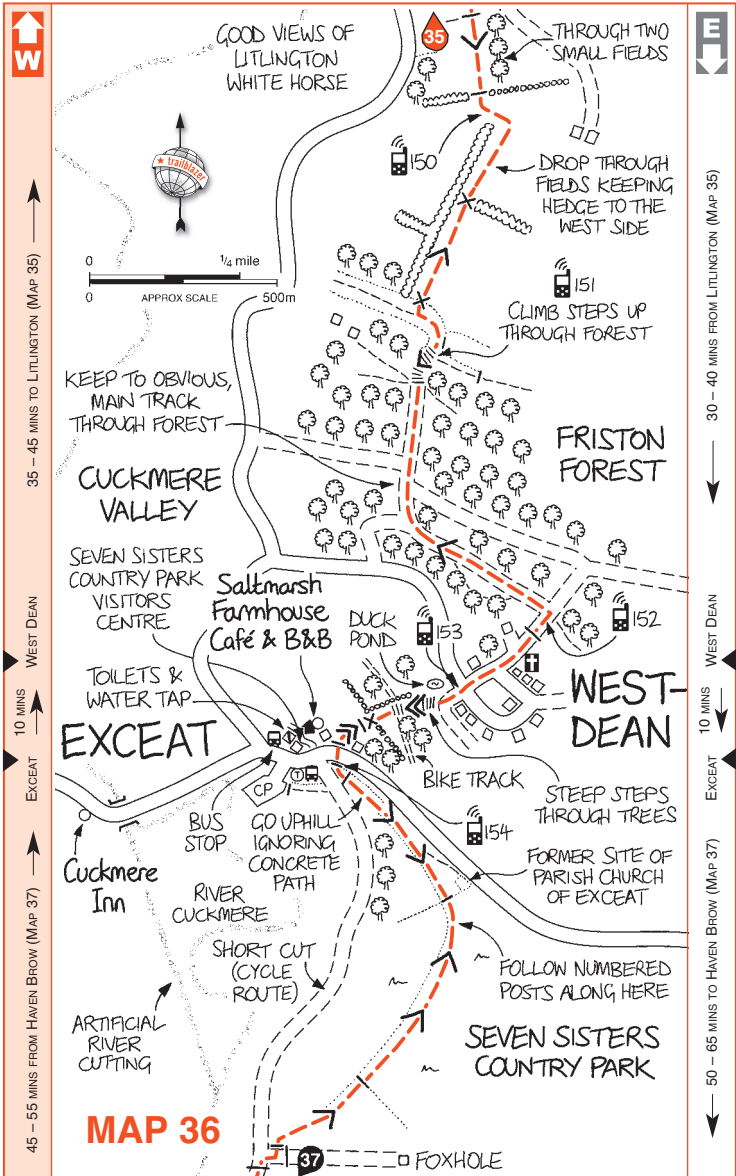 W
E
35
GOOD VIEWS OF
LITLINGTON
WHITE HORSE
THROUGH TWO
SMALL FIELDS
★ trailblazer
150
DROP THROUGH
FIELDS KEEPING
HEDGE TO THE
WEST SIDE
0
1/4 mile
0
APPROX SCALE
500m
151
CLIMB STEPS UP
THROUGH FOREST
KEEP TO OBVIOUS,
MAIN TRACK
THROUGH FOREST
FRISTON
FOREST
CUCKMERE
VALLEY
SEVEN SISTERS
COUNTRY PARK
VISITORS
CENTRE
Saltmarsh
Farmhouse
Café & B&B
DUCK
POND
153
152
TOILETS &
WATER TAP
WEST-
DEAN
EXCEAT
CP
T
BIKE TRACK
STEEP STEPS
THROUGH TREES
BUS
STOP
GO UPHILL
IGNORING
CONCRETE
PATH
154
Cuckmere
Inn
FORMER SITE OF
PARISH CHURCH
OF EXCEAT
RIVER
CUCKMERE
SHORT CUT
(CYCLE
ROUTE)
FOLLOW NUMBERED
POSTS ALONG HERE
ARTIFICIAL
RIVER
CUTTING
SEVEN SISTERS
COUNTRY PARK
MAP 36
37
FOXHOLE
35 – 45 MINS TO LITLINGTON (MAP 35)
WEST DEAN
10 MINS
EXCEAT
45 – 55 MINS FROM HAVEN BROW (MAP 37)
30 – 40 MINS FROM LITLINGTON (MAP 35)
WEST DEAN
10 MINS
EXCEAT
50 – 65 MINS TO HAVEN BROW (MAP 37)